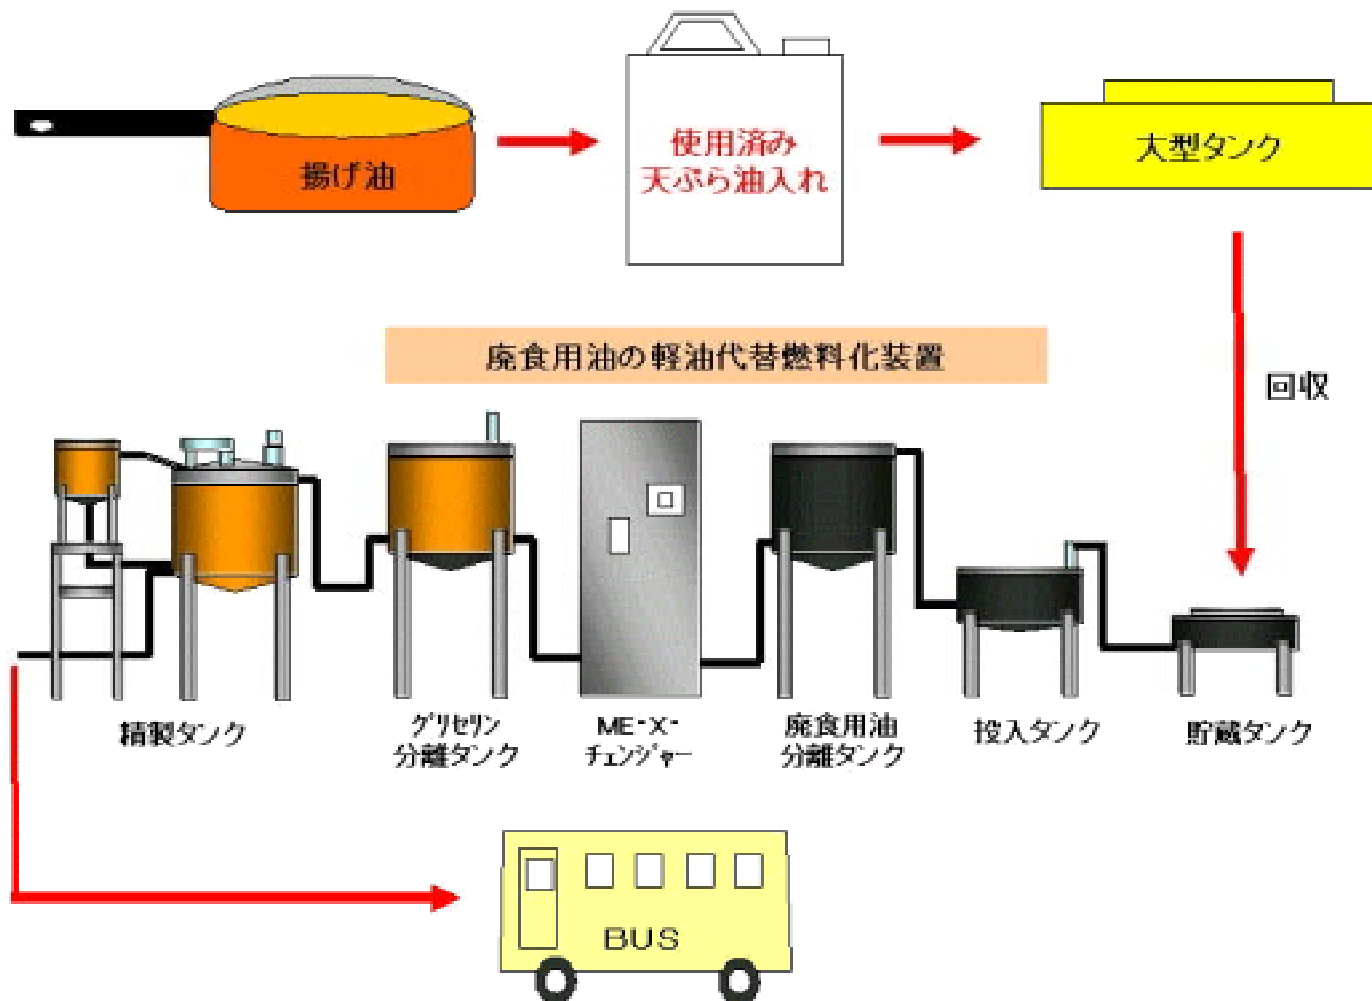 揚げ油
使用済み
天ぷら油入れ
大型タンク
回収
廃食用油の軽油代替燃料化装置
精製タンク
グリセリン
分離タンク
ME-X-
チェンジャー
廃食用油
分離タンク
投入タンク
貯蔵タンク
BUS